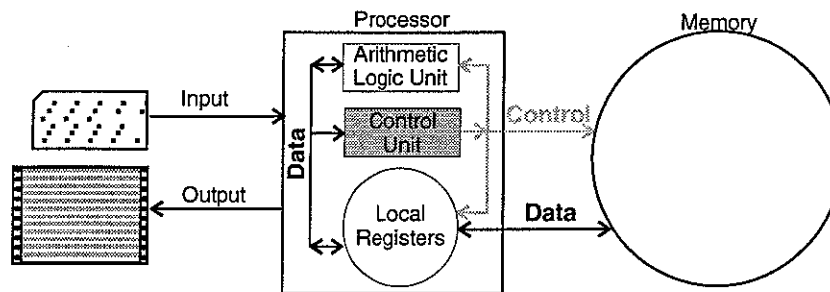 Processor
Memory
Arithmetic
Logic Unit
Input
Control
Control
Unit
Data
Output
Local
Registers
Data